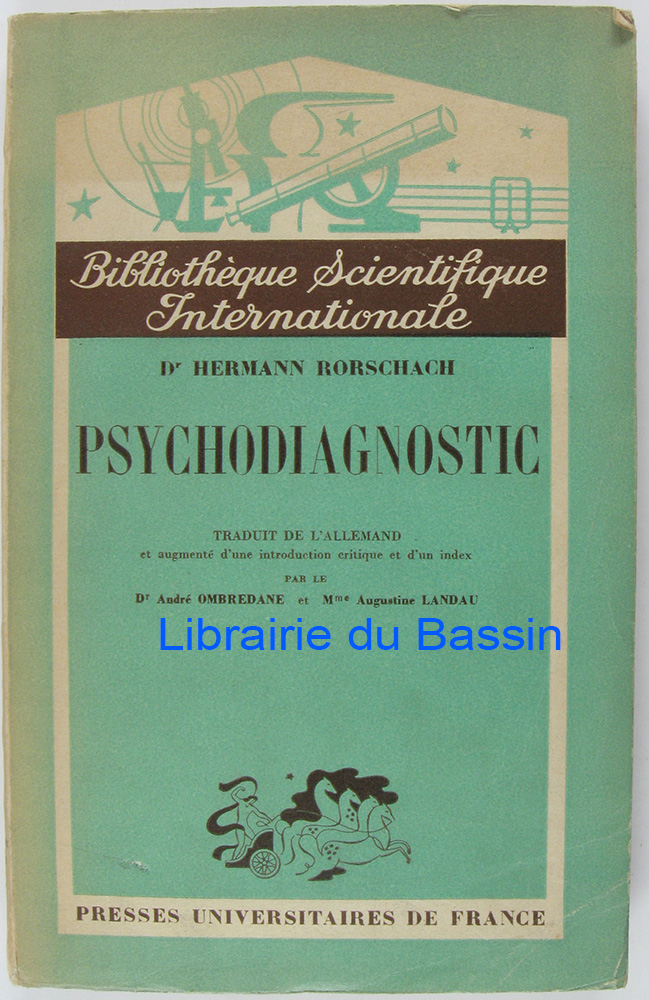 Bibliothèque Scientifique
Internationale
Dr HERMANN RORSCHACH
PSYCHODIAGNOSTIC
TRADUIT DE L'ALLEMAND
et augmenté d'une introduction critique et d'un index
PAR LE
Dr André OMBREDANE et Mme Augustine LANDAU
Librairie du Bassin
PRESSES UNIVERSITAIRES DE FRANCE